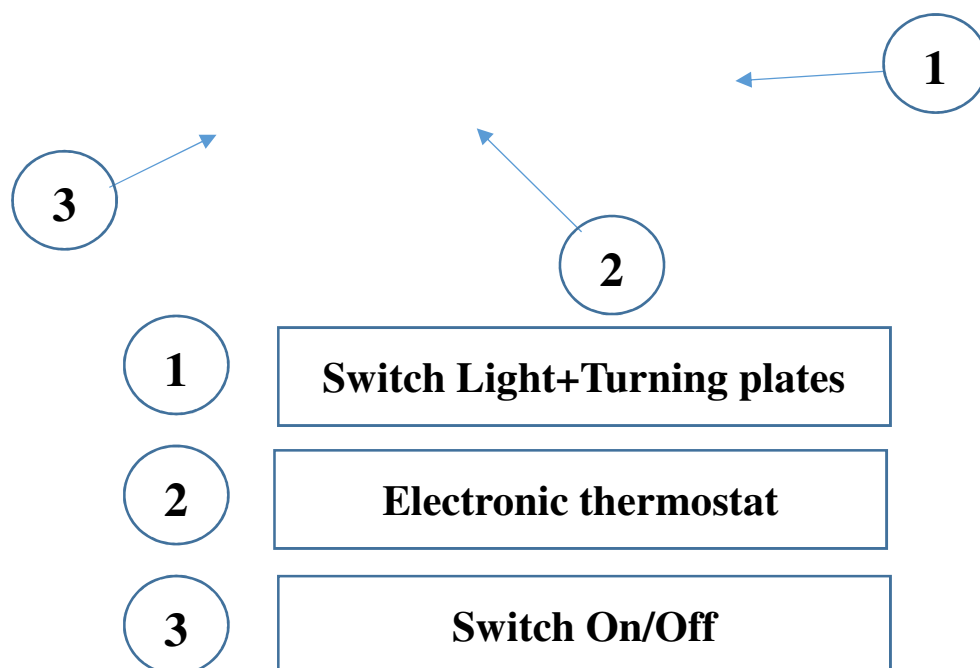 1
3
2
1 Switch Light+Turning plates
2 Electronic thermostat
3 Switch On/Off